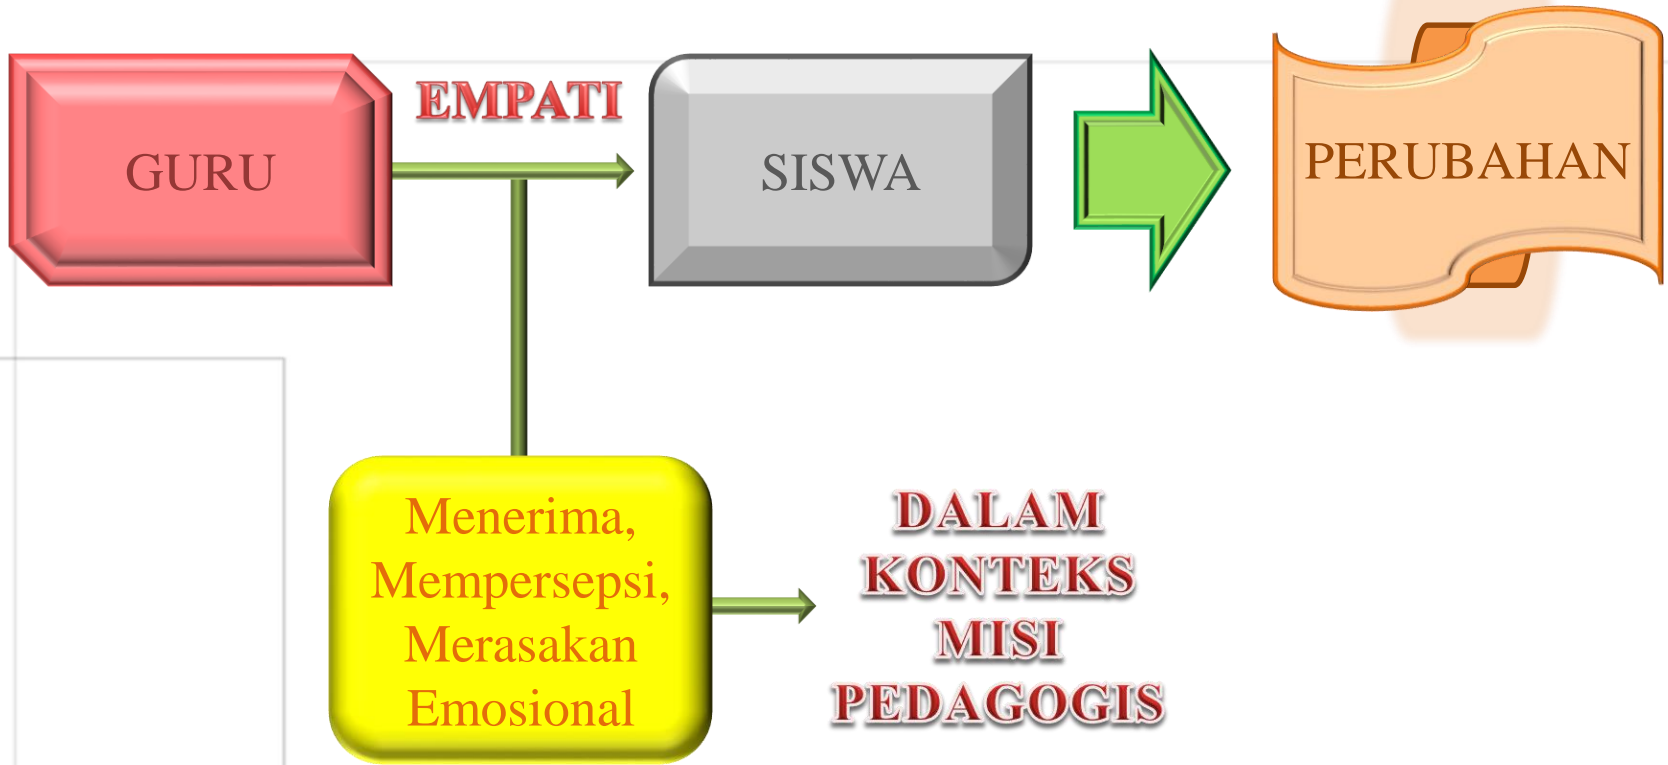 EMPATI
GURU
SISWA
PERUBAHAN
Menerima,
Mempersepsi,
Merasakan
Emosional
DALAM
KONTEKS
MISI
PEDAGOGIS